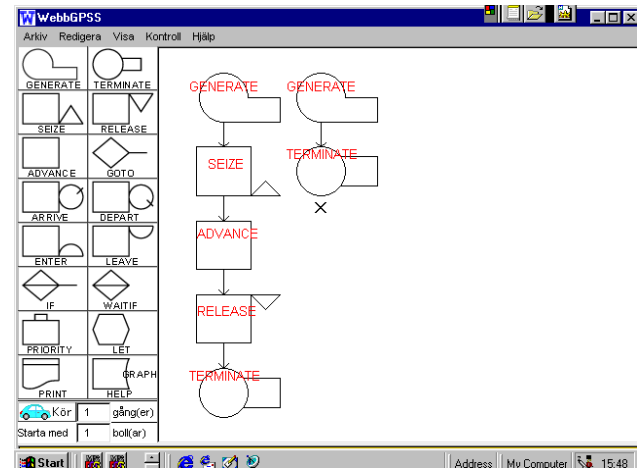 WebbGPSS
Arkiv Redigera Visa Kontroll Hjälp
GENERATE TERMINATE
SEIZE RELEASE
ADVANCE GOTO
ARRIVE DEPART
ENTER LEAVE
IF WAITIF
PRIORITY LET
GRAPH
PRINT HELP
Kör 1 gång(er)
Starta med 1 boll(ar)
GENERATE GENERATE
SEIZE TERMINATE
ADVANCE
RELEASE
TERMINATE
Start Address My Computer 15:48